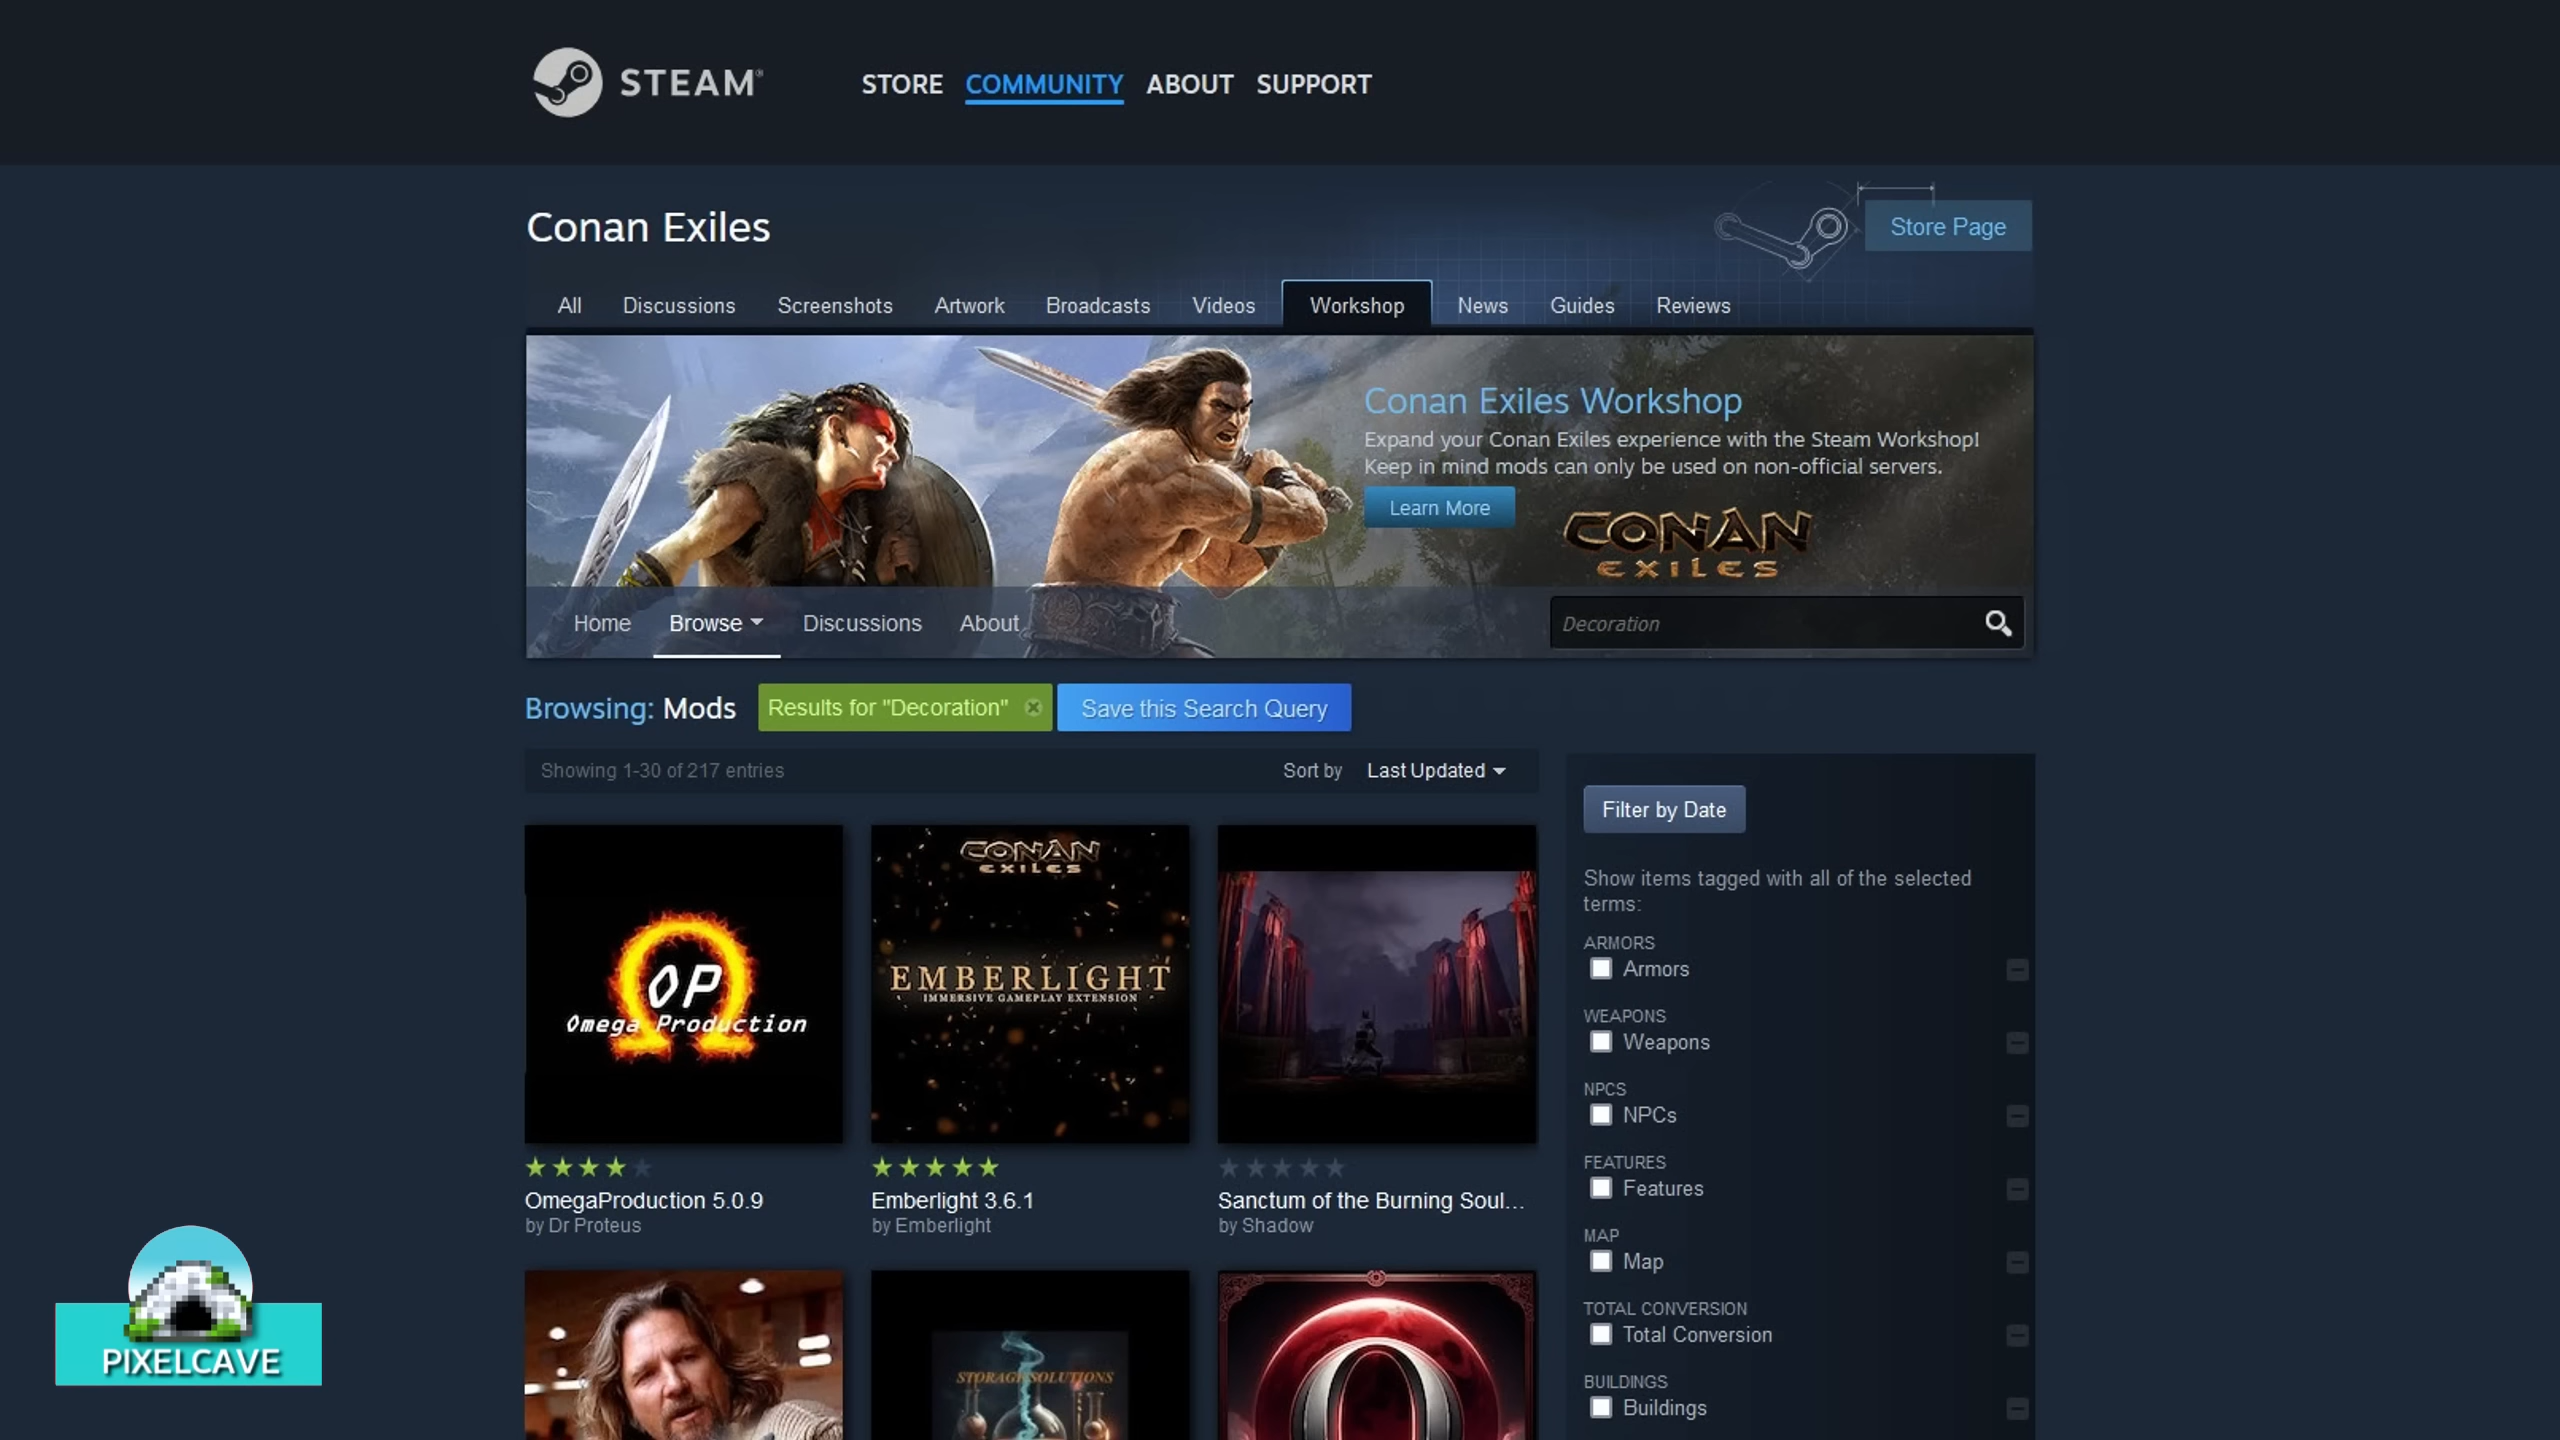 STEAM®
STORE COMMUNITY ABOUT SUPPORT
Conan Exiles
Store Page
All Discussions Screenshots Artwork Broadcasts Videos Workshop News Guides Reviews
Conan Exiles Workshop
Expand your Conan Exiles experience with the Steam Workshop!
Keep in mind mods can only be used on non-official servers.
Learn More
CONAN
EXILES
Home Browse Discussions About
Decoration
Browsing: Mods
Results for "Decoration"
Save this Search Query
Showing 1-30 of 217 entries
Sort by Last Updated
Filter by Date
Show items tagged with all of the selected
terms:
ARMORS
Armors
WEAPONS
Weapons
NPCS
NPCs
FEATURES
Features
MAP
Map
TOTAL CONVERSION
Total Conversion
BUILDINGS
Buildings
OP
Omega Production
CONAN
EXILES
EMBERLIGHT
IMMERSIVE GAMEPLAY EXTENSION
OmegaProduction 5.0.9
by Dr Proteus
Emberlight 3.6.1
by Emberlight
Sanctum of the Burning Soul...
by Shadow
STORAGE SOLUTIONS
O
PIXELCAVE